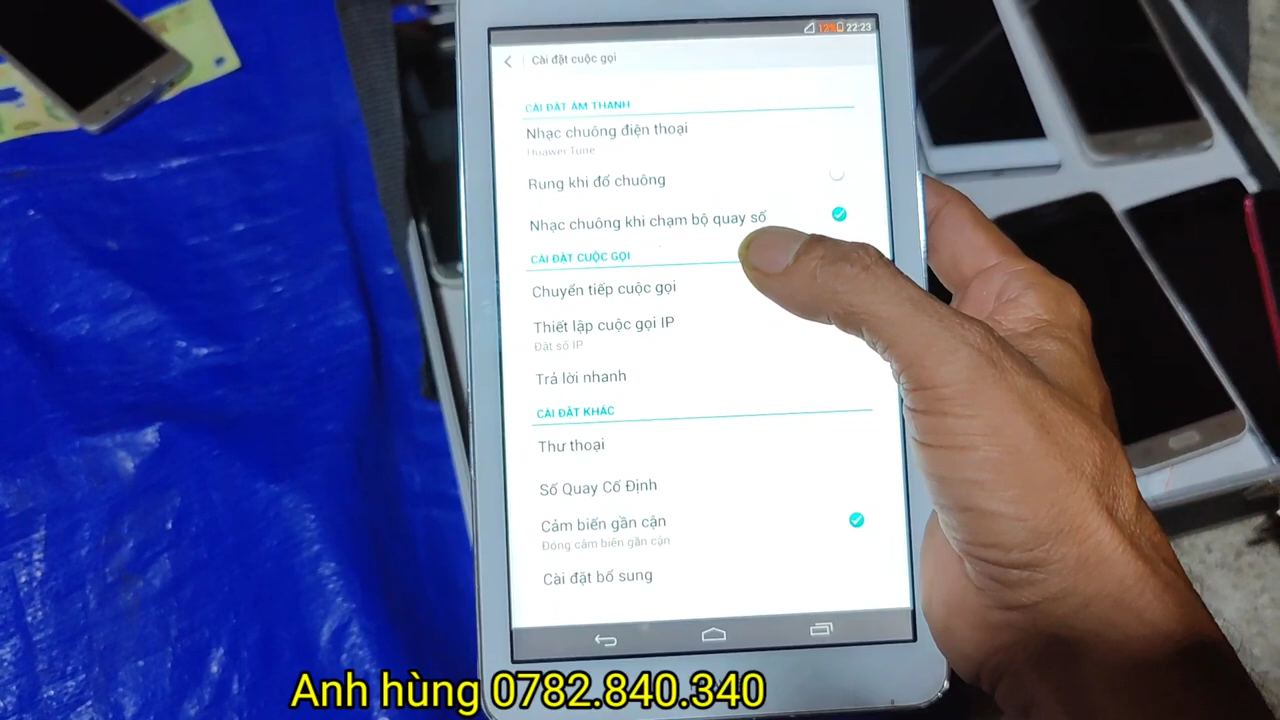 12% 22:23
Cài đặt cuộc gọi
CÀI ĐẶT ÂM THANH
Nhạc chuông điện thoại
Huawei Tune
Rung khi đổ chuông
Nhạc chuông khi chạm bộ quay số
CÀI ĐẶT CUỘC GỌI
Chuyển tiếp cuộc gọi
Thiết lập cuộc gọi IP
Đặt số IP
Trả lời nhanh
CÀI ĐẶT KHÁC
Thư thoại
Số Quay Cố Định
Cảm biến gần cận
Đóng cảm biến gần cận
Cài đặt bổ sung
Anh hùng 0782.840.340